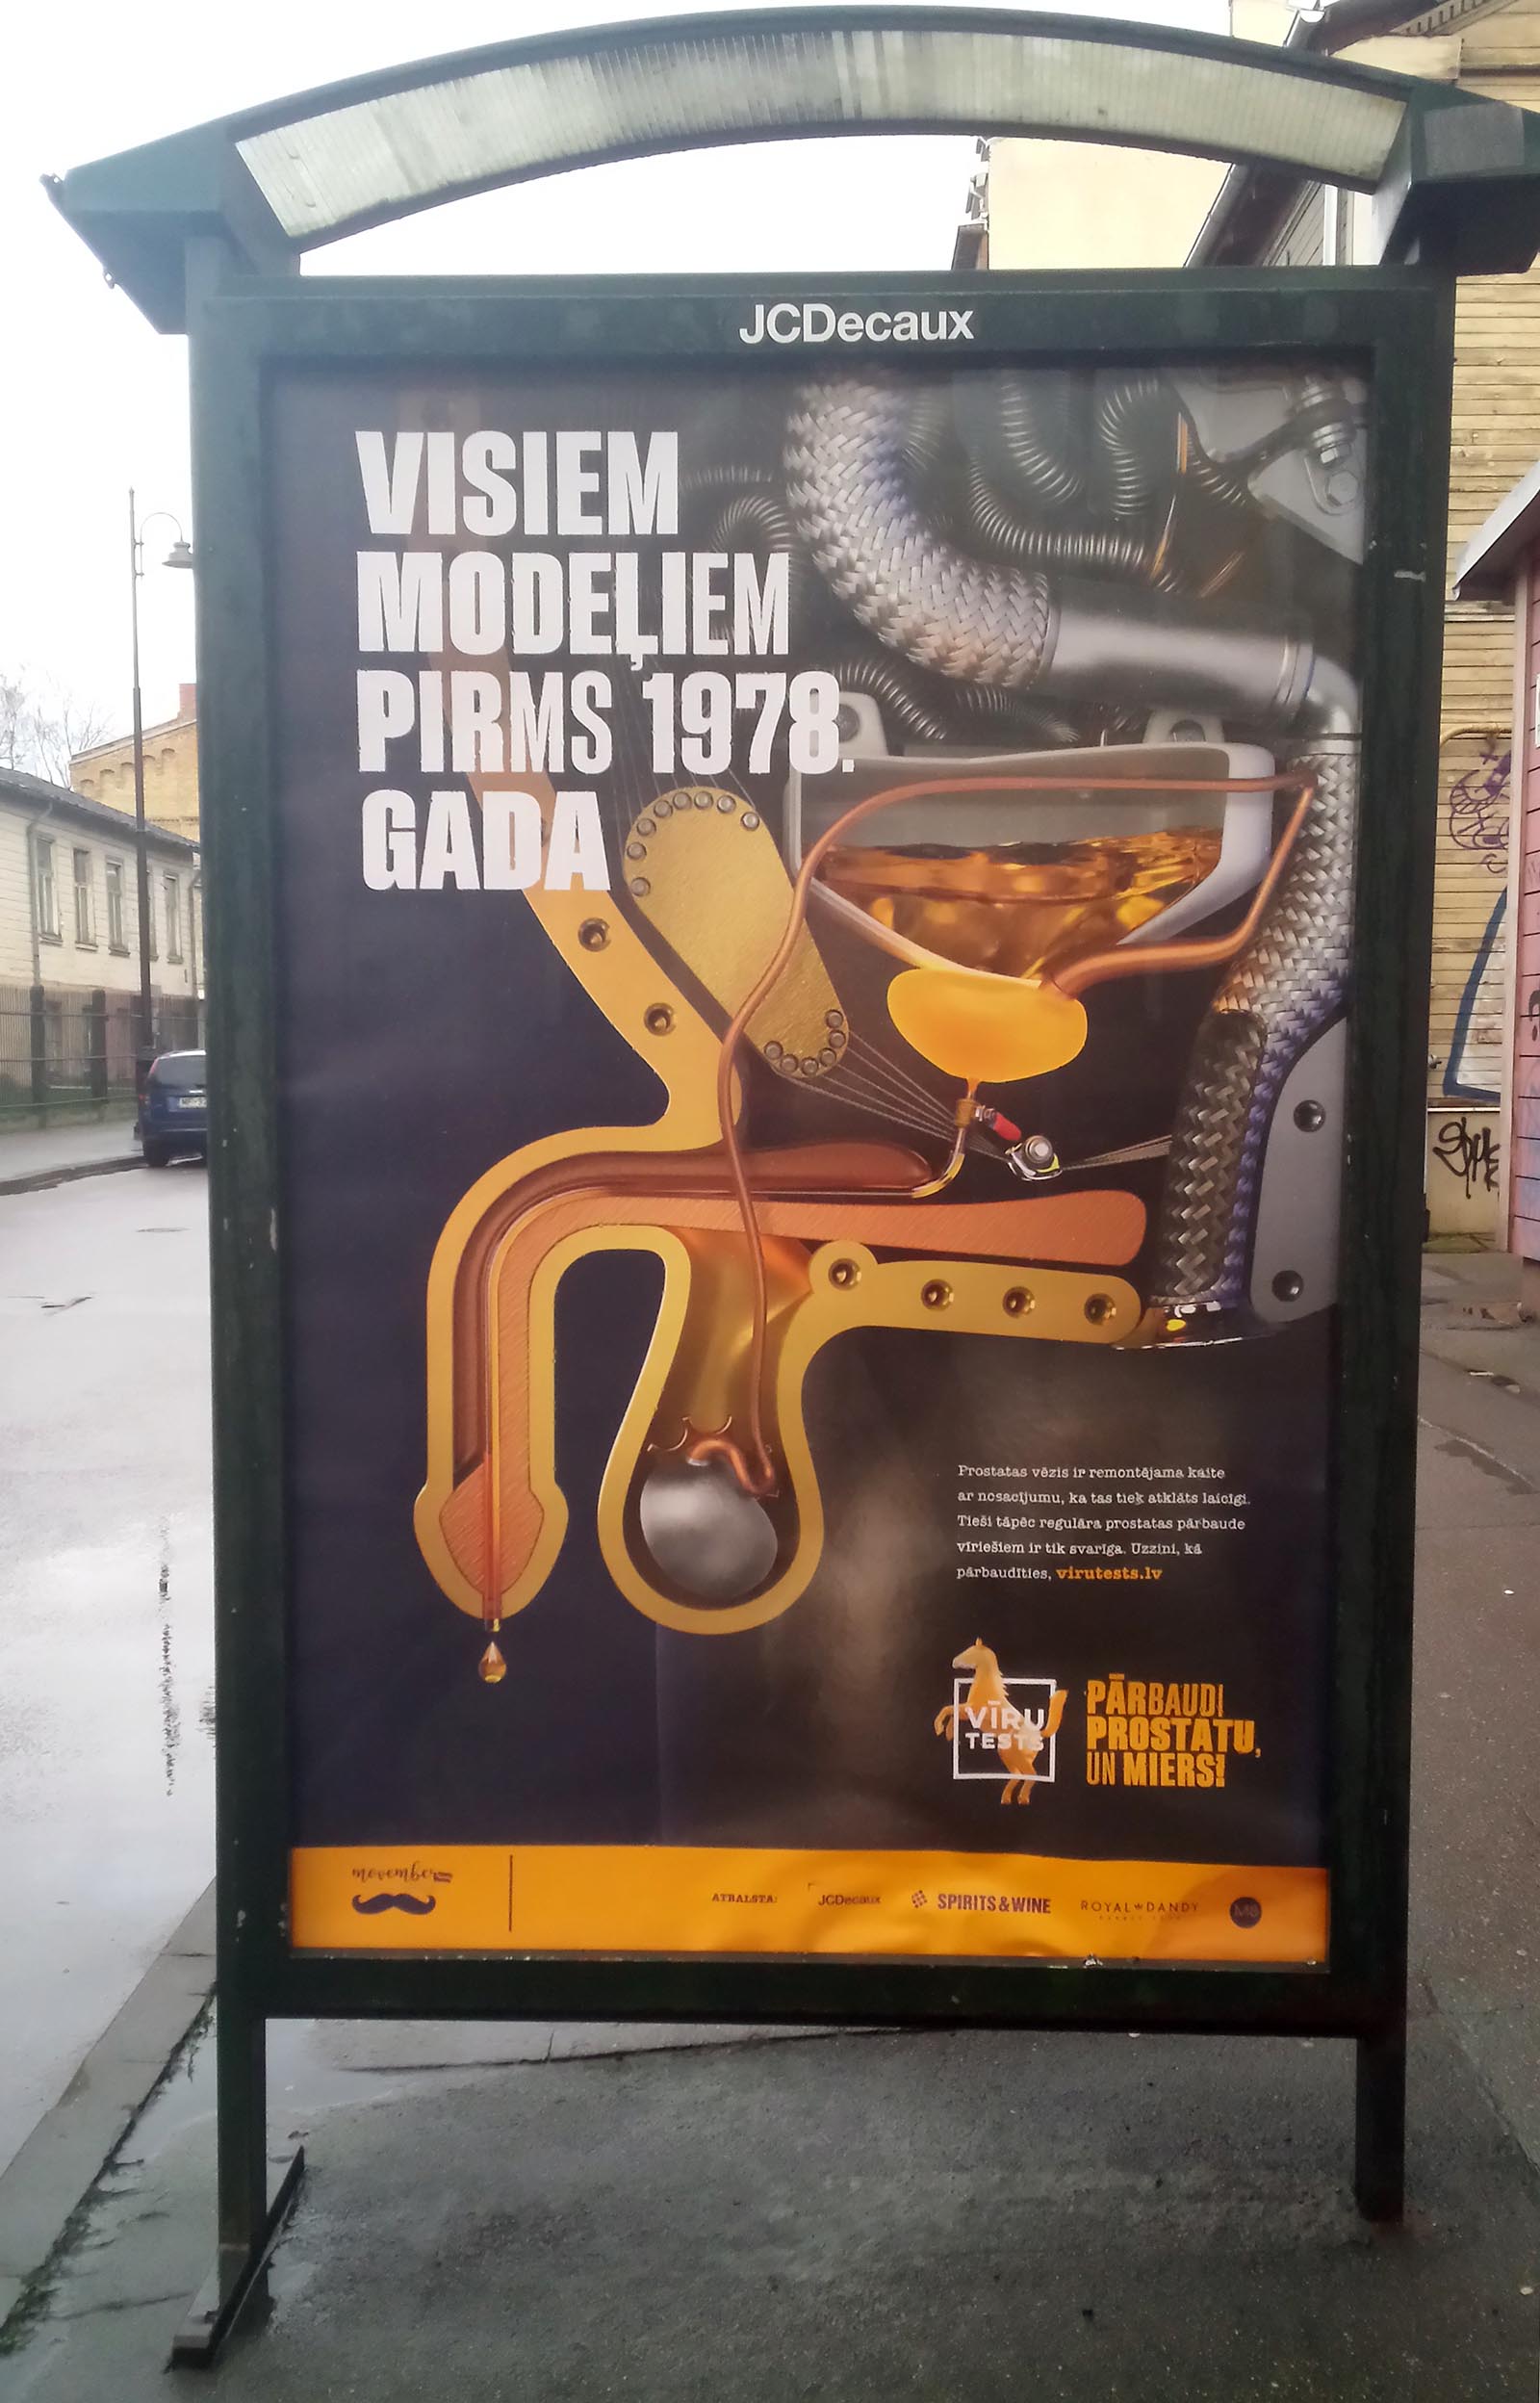 JCDecaux
VISIEM
MODEĻIEM
PIRMS 1978.
GADA
Prostatas vēzis ir remontējama kaite
ar nosacījumu, ka tas tiek atklāts laicīgi.
Tieši tāpēc regulāra prostatas pārbaude
vīriešiem ir tik svarīga. Uzzini, kā
pārbaudīties, virutests.lv
VĪRU
TESTS
PĀRBAUDI
PROSTATU,
UN MIERS!
movember
ATBALSTA:
JCDecaux
SPIRITS & WINE
ROYAL DANDY